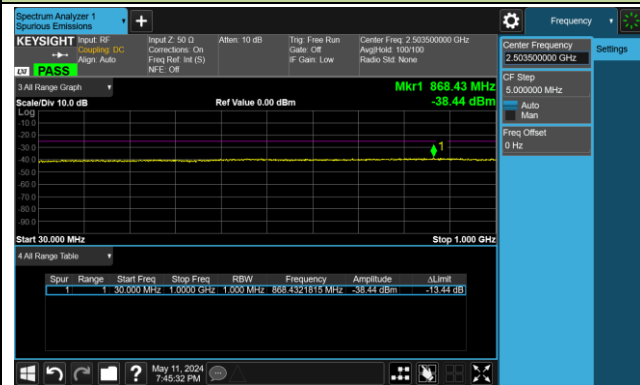 Spectrum Analyzer 1
Spurious Emissions
Frequency
KEYSIGHT Input: RF
Coupling: DC
Align: Auto
Input Z: 50 Ω
Corrections: On
Freq Ref: Int (S)
NFE: Off
Atten: 10 dB
Trig: Free Run
Gate: Off
IF Gain: Low
Center Freq: 2.503500000 GHz
Avg|Hold: 100/100
Radio Std: None
LXI PASS
3 All Range Graph
Mkr1 868.43 MHz
Scale/Div 10.0 dB Ref Value 0.00 dBm -38.44 dBm
Log
-10.0
-20.0
-30.0
-40.0
-50.0
-60.0
-70.0
-80.0
-90.0
1
Start 30.000 MHz Stop 1.000 GHz
4 All Range Table
Spur Range Start Freq Stop Freq RBW Frequency Amplitude ΔLimit
1 1 30.000 MHz 1.0000 GHz 1.000 MHz 868.4321815 MHz -38.44 dBm -13.44 dB
May 11, 2024
7:45:32 PM
Center Frequency
2.503500000 GHz
Settings
CF Step
5.000000 MHz
Auto
Man
Freq Offset
0 Hz